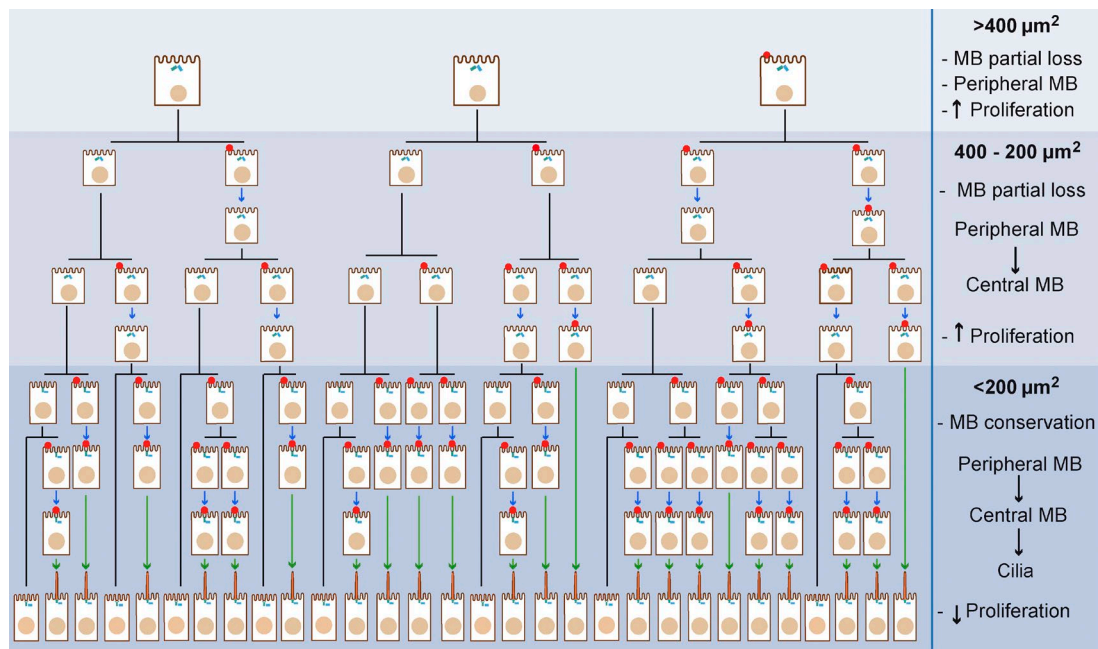 >400 µm²
- MB partial loss
- Peripheral MB
- ↑ Proliferation
400 - 200 µm²
- MB partial loss
Peripheral MB
Central MB
- ↑ Proliferation
<200 µm²
- MB conservation
Peripheral MB
Central MB
Cilia
- ↓ Proliferation